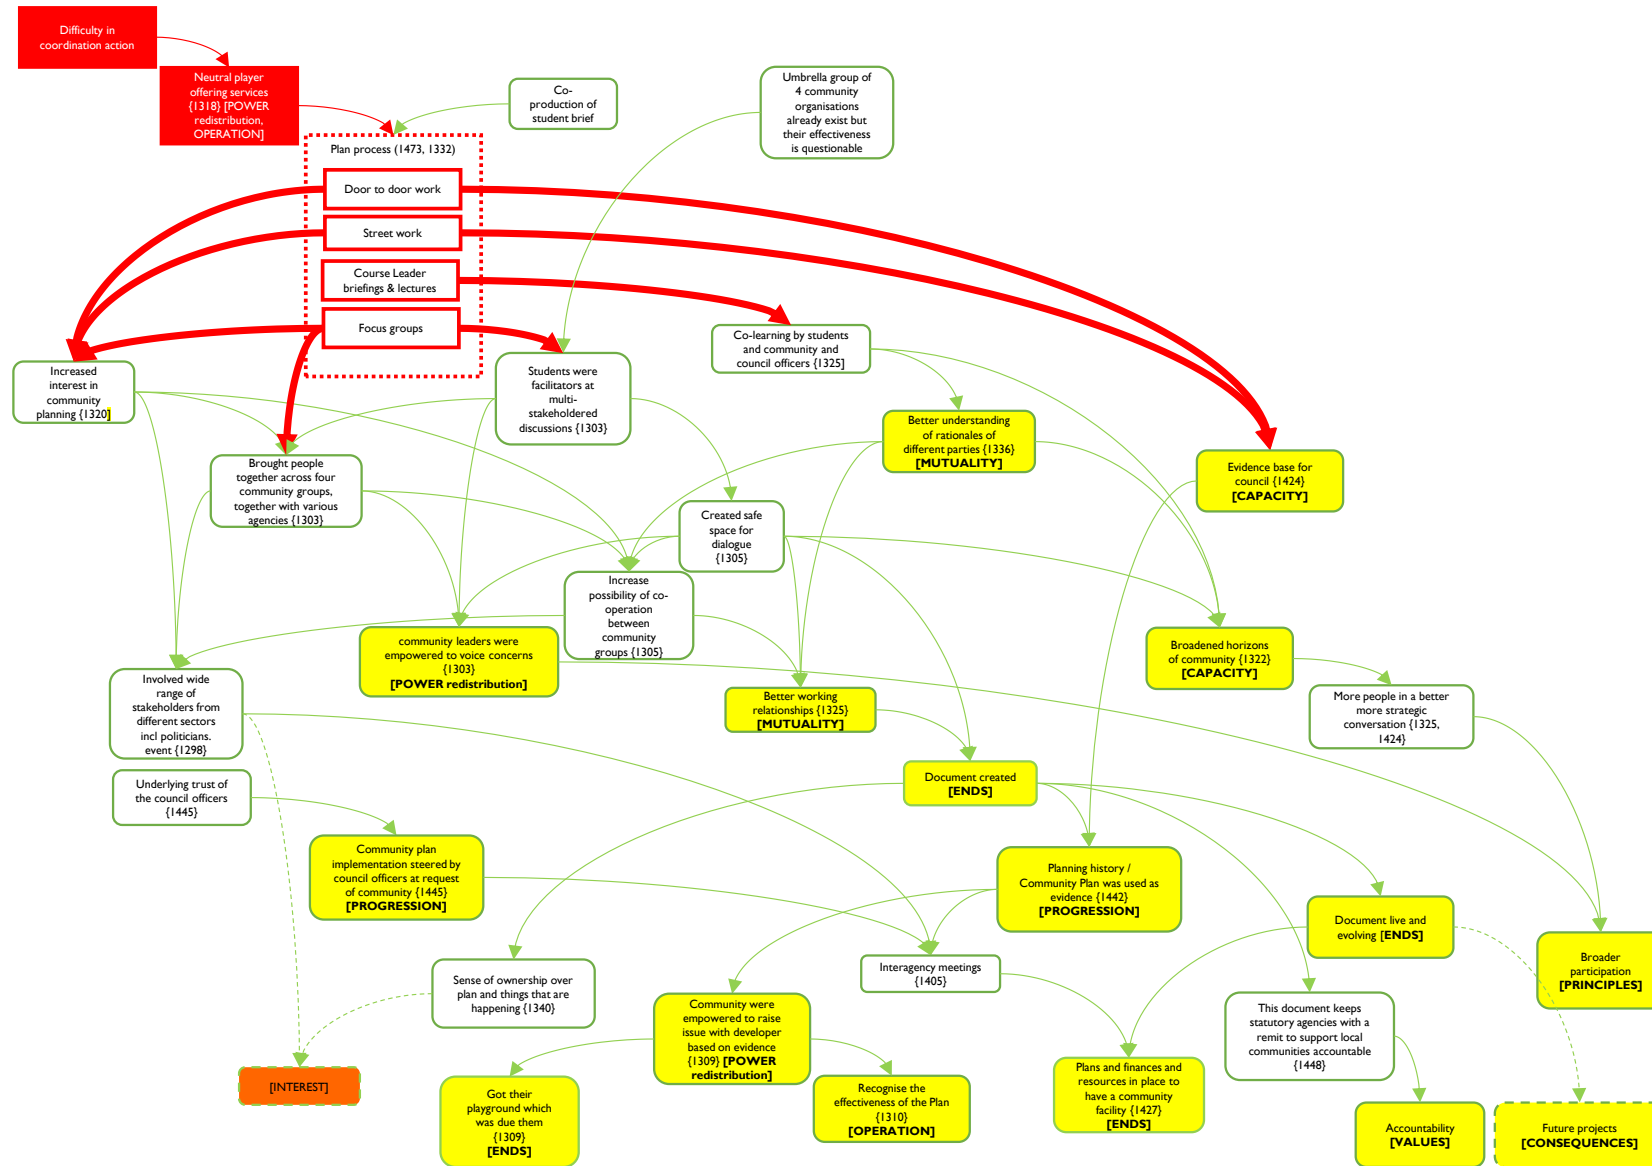 Difficulty in
coordination action
Neutral player
offering services
{1318} [POWER
redistribution,
OPERATION]
Co-
production of
student brief
Umbrella group of
4 community
organisations
already exist but
their effectiveness
is questionable
Plan process (1473, 1332)
Door to door work
Street work
Course Leader
briefings & lectures
Focus groups
Increased
interest in
community
planning {1320]
Students were
facilitators at
multi-
stakeholdered
discussions {1303}
Co-learning by students
and community and
council officers {1325]
Better understanding
of rationales of
different parties {1336}
[MUTUALITY]
Evidence base for
council {1424}
[CAPACITY]
Brought people
together across four
community groups,
together with various
agencies {1303}
Created safe
space for
dialogue
{1305}
Increase
possibility of co-
operation
between
community
groups {1305}
community leaders were
empowered to voice concerns
{1303}
[POWER redistribution]
Broadened horizons
of community {1322}
[CAPACITY]
Involved wide
range of
stakeholders from
different sectors
incl politicians.
event {1298}
Better working
relationships {1325}
[MUTUALITY]
More people in a better
more strategic
conversation {1325,
1424}
Underlying trust of
the council officers
{1445}
Document created
[ENDS]
Community plan
implementation steered by
council officers at request
of community {1445}
[PROGRESSION]
Planning history /
Community Plan was used as
evidence {1442}
[PROGRESSION]
Document live and
evolving [ENDS]
Broader
participation
[PRINCIPLES]
Sense of ownership over
plan and things that are
happening {1340}
Interagency meetings
{1405}
Community were
empowered to raise
issue with developer
based on evidence
{1309} [POWER
redistribution]
This document keeps
statutory agencies with a
remit to support local
communities accountable
{1448}
[INTEREST]
Got their
playground which
was due them
{1309}
[ENDS]
Recognise the
effectiveness of the Plan
{1310}
[OPERATION]
Plans and finances and
resources in place to
have a community
facility {1427}
[ENDS]
Accountability
[VALUES]
Future projects
[CONSEQUENCES]